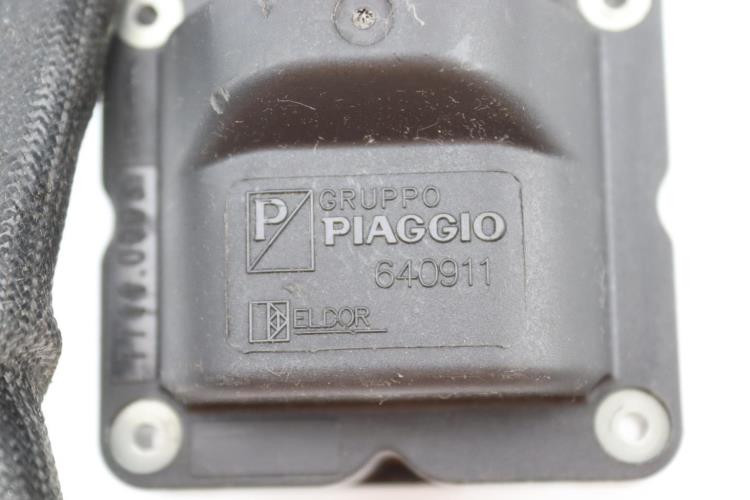 P
GRUPPO
PIAGGIO
640911
ELDOR